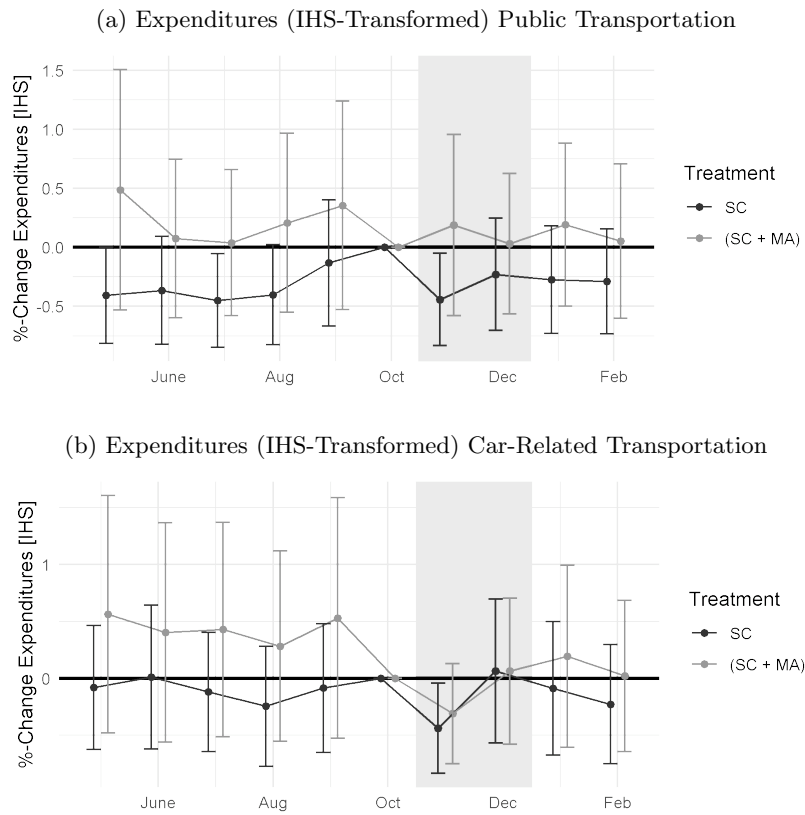 (a) Expenditures (IHS-Transformed) Public Transportation
%-Change Expenditures [IHS]
1.5
1.0
0.5
0.0
-0.5
June
Aug
Oct
Dec
Feb
Treatment
SC
(SC + MA)
(b) Expenditures (IHS-Transformed) Car-Related Transportation
%-Change Expenditures [IHS]
1
0
June
Aug
Oct
Dec
Feb
Treatment
SC
(SC + MA)